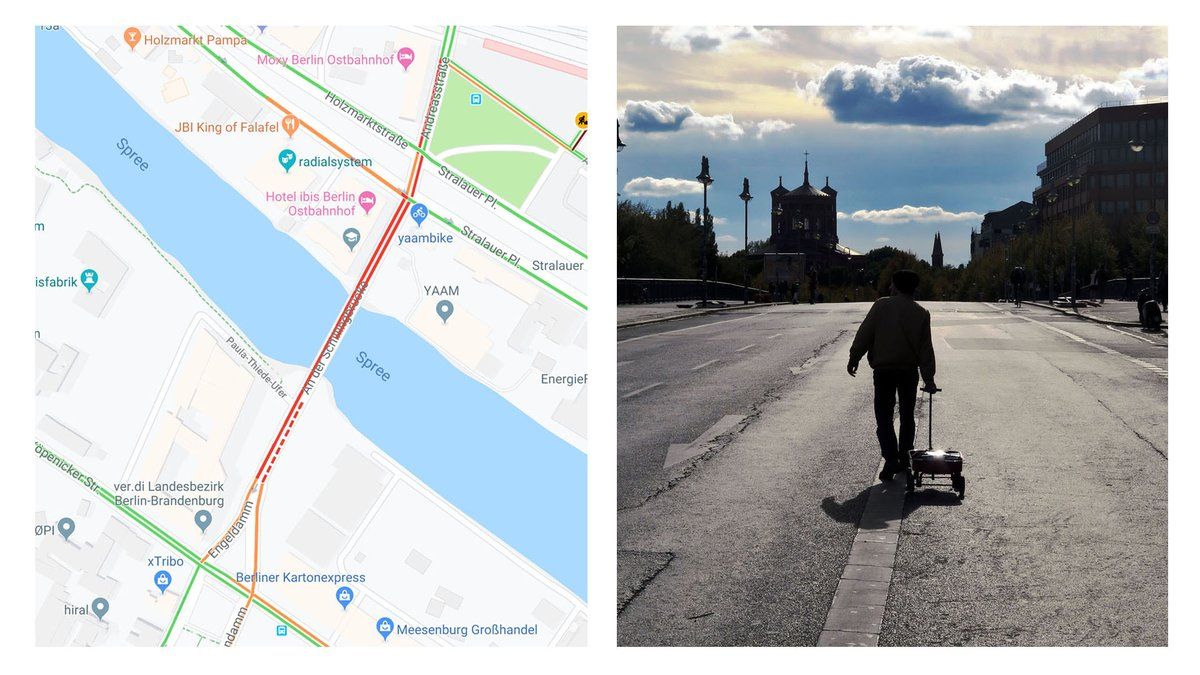 Holzmarkt Pampa
Moxy Berlin Ostbahnhof
Andreasstraße
Holzmarktstraße
JBI King of Falafel
Spree
radialsystem
Stralauer Pl.
Hotel ibis Berlin
Ostbahnhof
yaambike
Stralauer Pl.
Stralauer
m
isfabrik
YAAM
An der Schillingbrücke
n
Paula-Thiede-Ufer
Spree
EnergieF
öpenicker Str.
ver.di Landesbezirk
Berlin-Brandenburg
ØPI
Engeldamm
xTribo
Berliner Kartonexpress
hiral
ndamm
Meesenburg Großhandel